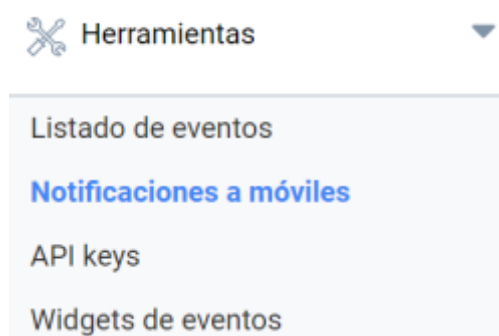 Herramientas
Listado de eventos
Notificaciones a móviles
API keys
Widgets de eventos